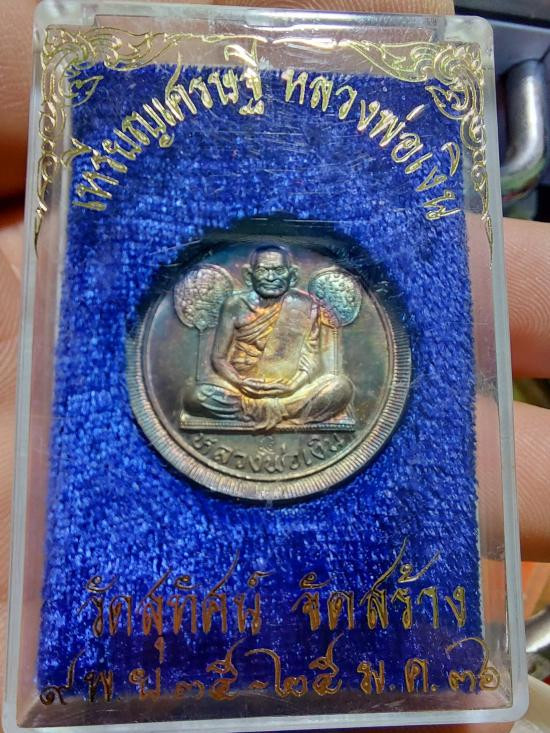 เหรียญเศรษฐี หลวงพ่อเงิน
หลวงพ่อเงิน
วัดสุทัศน์ จัดสร้าง
๙ พ.ย ๓๕ - ๒๕ ม.ค. ๓๖